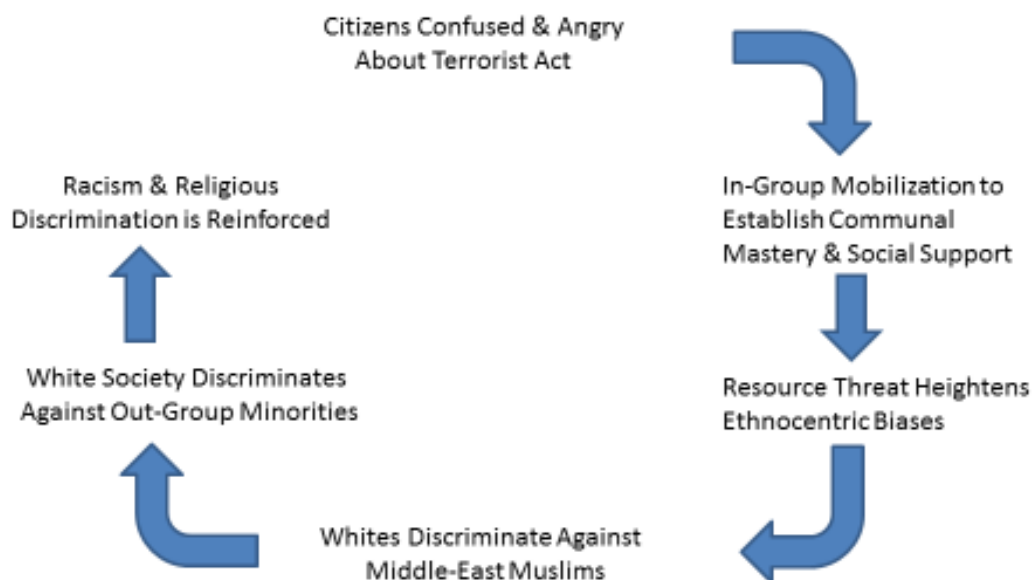 Citizens Confused & Angry
About Terrorist Act
In-Group Mobilization to
Establish Communal
Mastery & Social Support
Resource Threat Heightens
Ethnocentric Biases
Whites Discriminate Against
Middle-East Muslims
White Society Discriminates
Against Out-Group Minorities
Racism & Religious
Discrimination is Reinforced